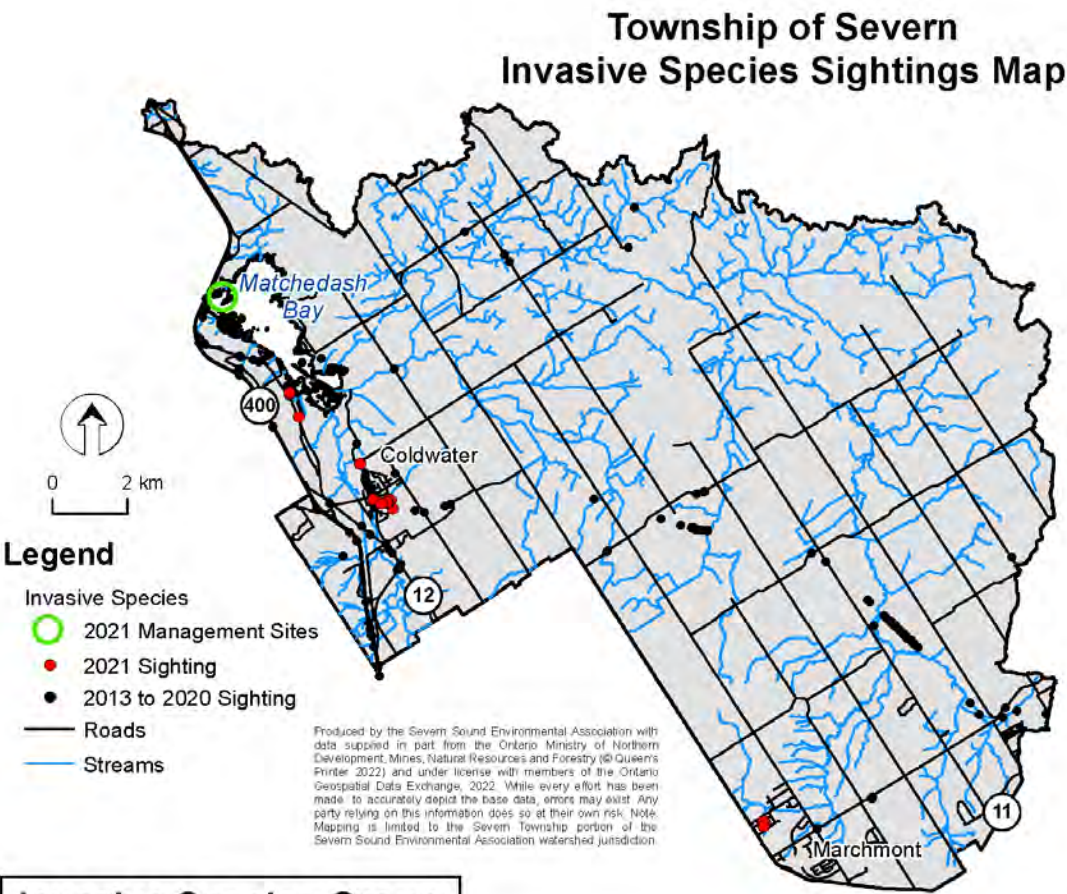 Township of Severn
Invasive Species Sightings Map
Matchedash
Bay
400
Coldwater
0 2 km
12
Legend
Invasive Species
2021 Management Sites
2021 Sighting
2013 to 2020 Sighting
Roads
Streams
Produced by the Severn Sound Environmental Association with
data supplied in part from the Ontario Ministry of Northern
Development, Mines, Natural Resources and Forestry (© Queen's
Printer 2022) and under license with members of the Ontario
Geospatial Data Exchange, 2022. While every effort has been
made to accurately depict the base data, errors may exist. Any
party relying on this information does so at their own risk. Note:
Mapping is limited to the Severn Township portion of the
Severn Sound Environmental Association watershed jurisdiction.
11
Marchmont